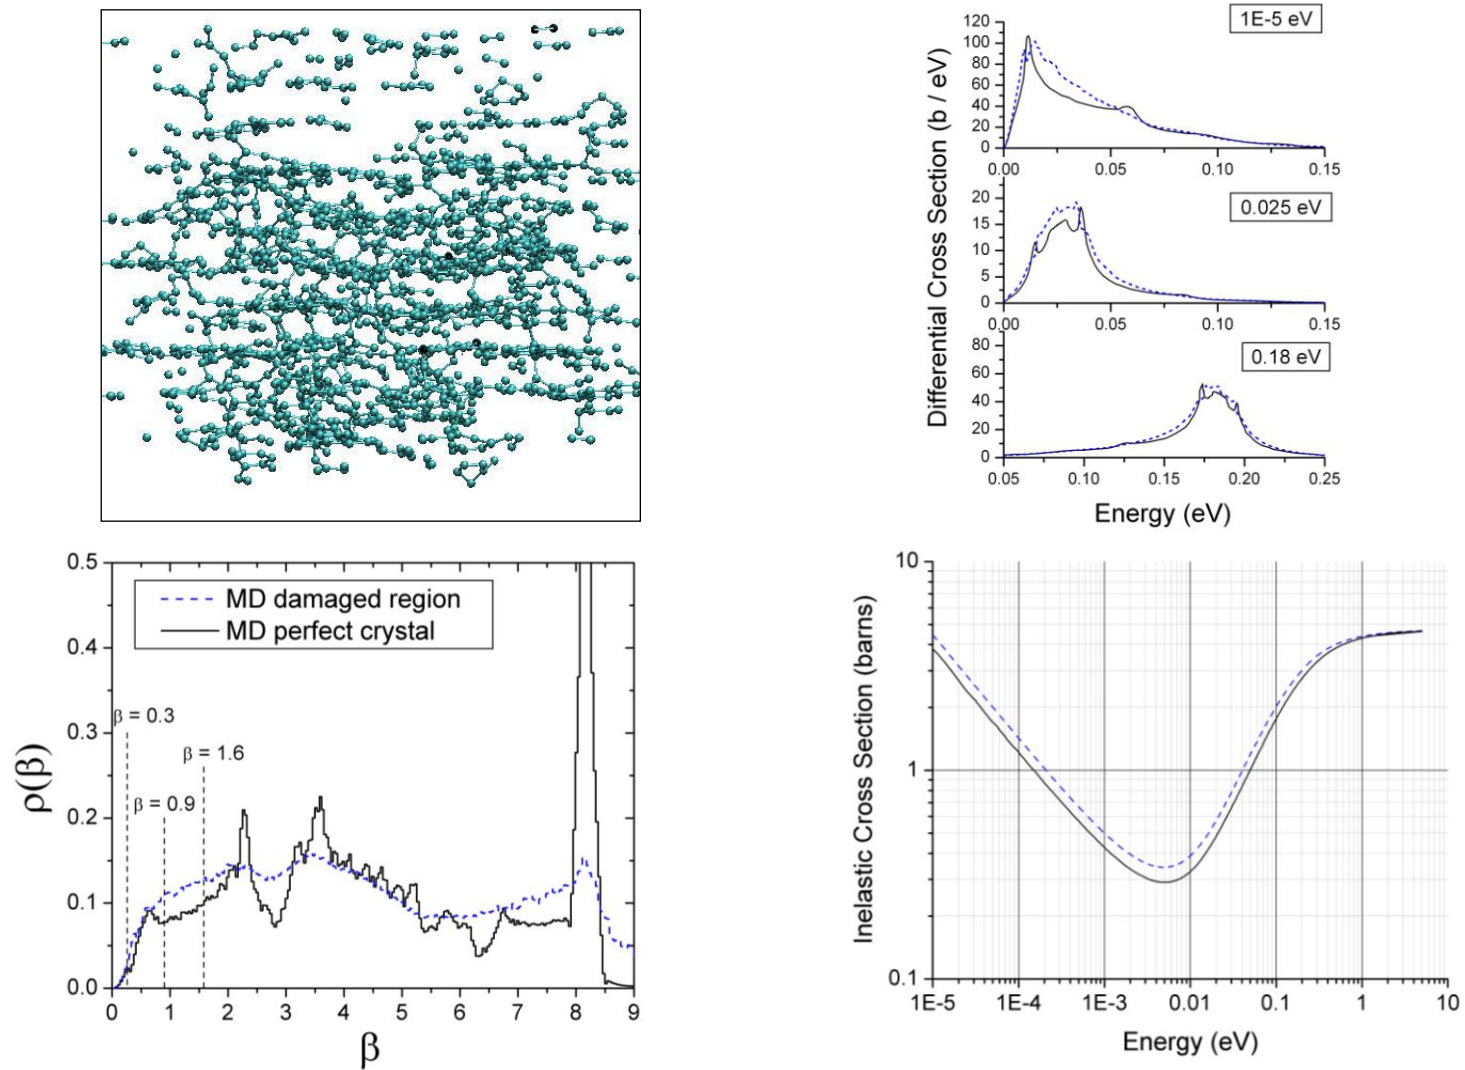 1E-5 eV
120
100
80
60
40
20
0
0.00 0.05 0.10 0.15
0.025 eV
20
15
10
5
0
0.00 0.05 0.10 0.15
0.18 eV
80
60
40
20
0
0.05 0.10 0.15 0.20 0.25
Differential Cross Section (b / eV)
Energy (eV)
0.5
0.4
0.3
0.2
0.1
0.0
MD damaged region
MD perfect crystal
β = 0.3
β = 1.6
β = 0.9
ρ(β)
0 1 2 3 4 5 6 7 8 9
β
10
1
0.1
Inelastic Cross Section (barns)
1E-5 1E-4 1E-3 0.01 0.1 1 10
Energy (eV)